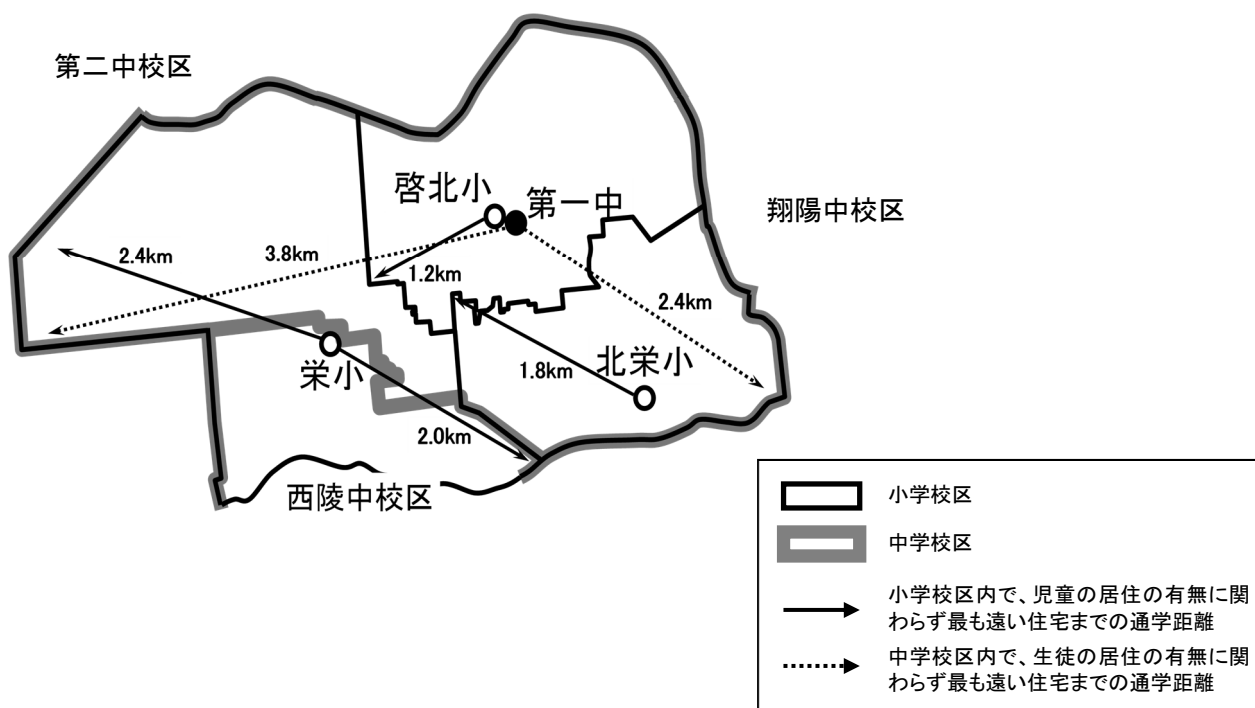 第二中校区
啓北小
第一中
翔陽中校区
2.4km
3.8km
1.2km
2.4km
栄小
1.8km
北栄小
2.0km
西陵中校区
小学校区
中学校区
小学校区内で、児童の居住の有無に関
わらず最も遠い住宅までの通学距離
中学校区内で、生徒の居住の有無に関
わらず最も遠い住宅までの通学距離